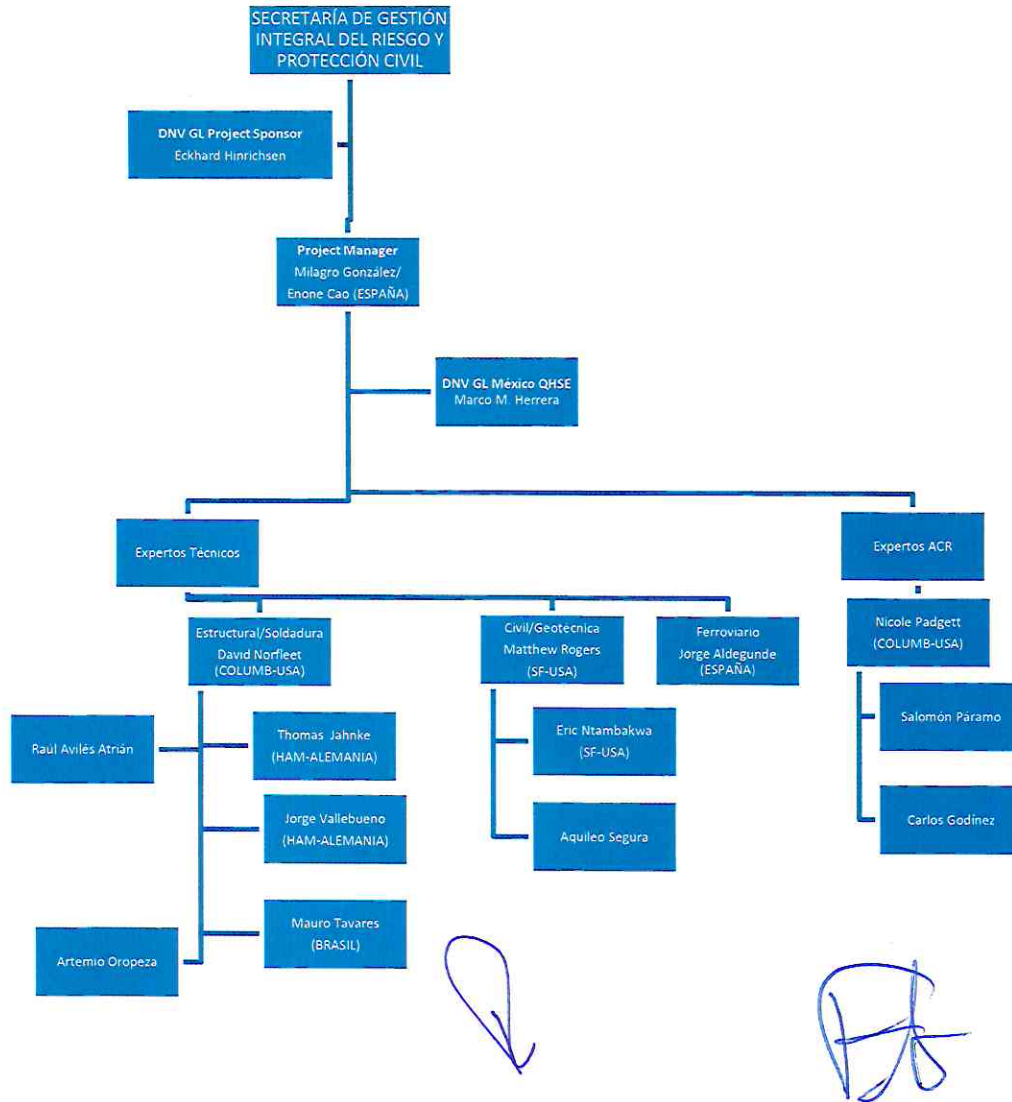 SECRETARÍA DE GESTIÓN
INTEGRAL DEL RIESGO Y
PROTECCIÓN CIVIL
DNV GL Project Sponsor
Eckhard Hinrichsen
Project Manager
Milagro González/
Enone Cao (ESPAÑA)
DNV GL México QHSE
Marco M. Herrera
Expertos Técnicos
Expertos ACR
Estructural/Soldadura
David Norfleet
(COLUMB-USA)
Civil/Geotécnica
Matthew Rogers
(SF-USA)
Ferroviario
Jorge Aldegunde
(ESPAÑA)
Nicole Padgett
(COLUMB-USA)
Raúl Avilés Atrián
Thomas Jahnke
(HAM-ALEMANIA)
Eric Ntambakwa
(SF-USA)
Salomón Páramo
Jorge Vallebueno
(HAM-ALEMANIA)
Aquileo Segura
Carlos Godínez
Artemio Oropeza
Mauro Tavares
(BRASIL)